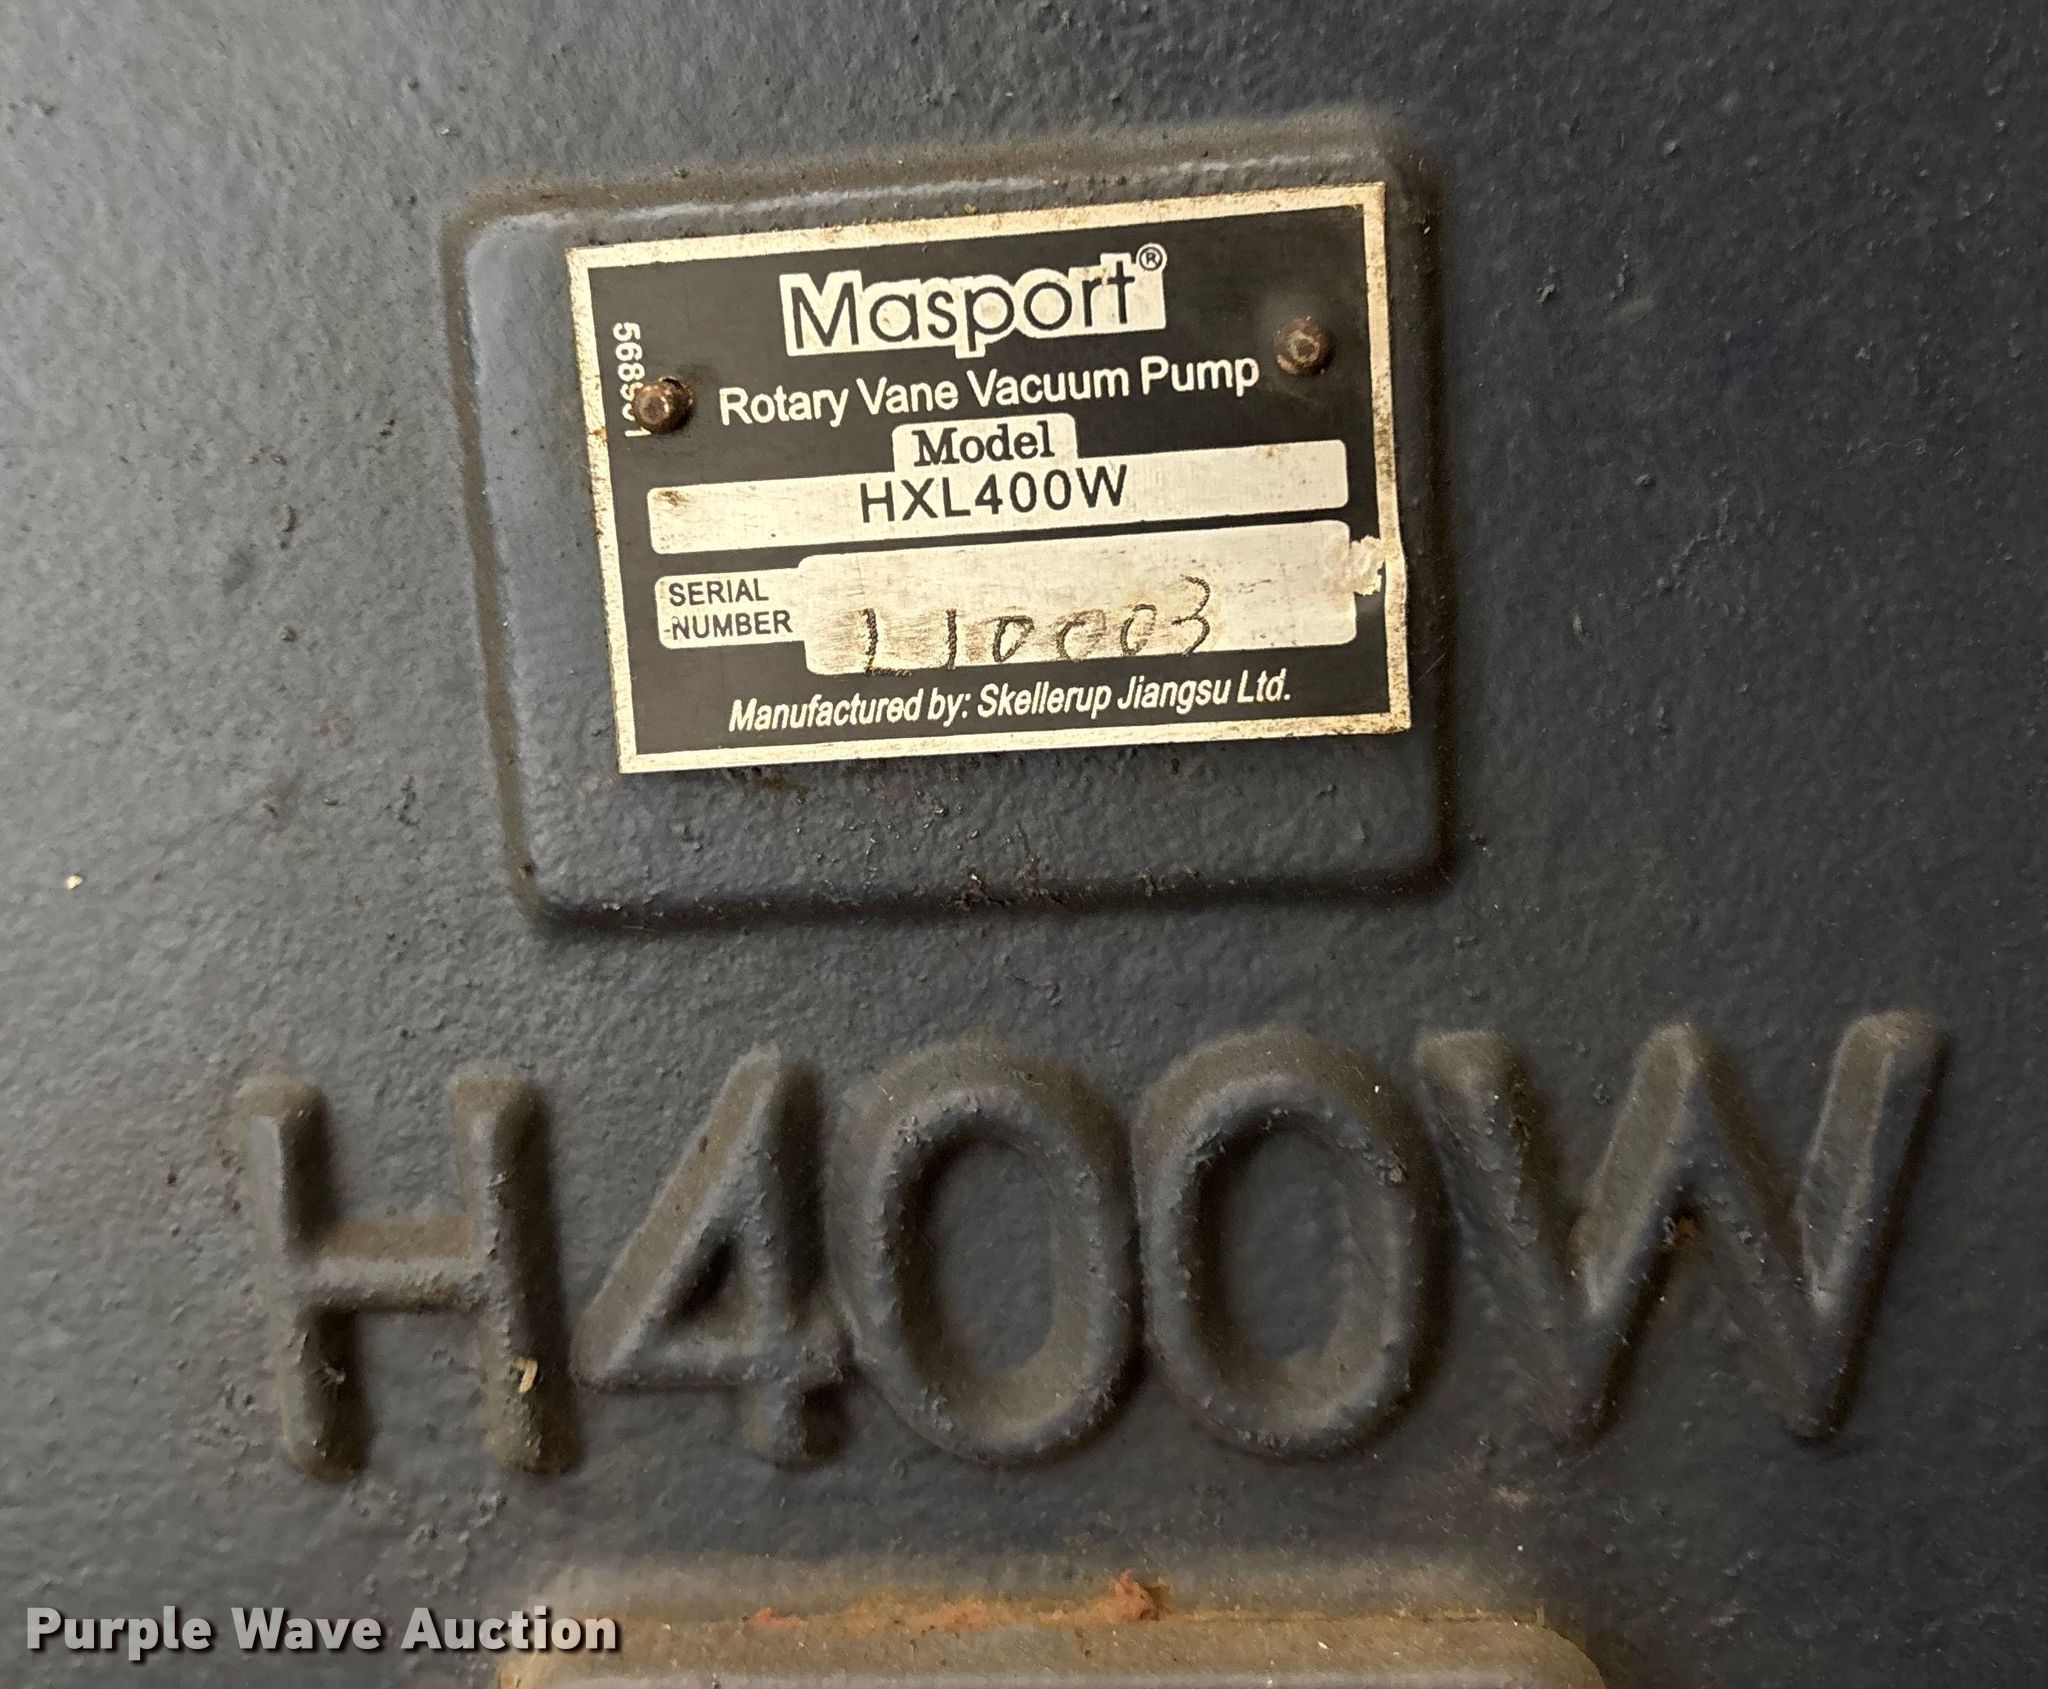 Masport®
Rotary Vane Vacuum Pump
Model
HXL400W
SERIAL
NUMBER
L10003
Manufactured by: Skellerup Jiangsu Ltd.
H400W
Purple Wave Auction